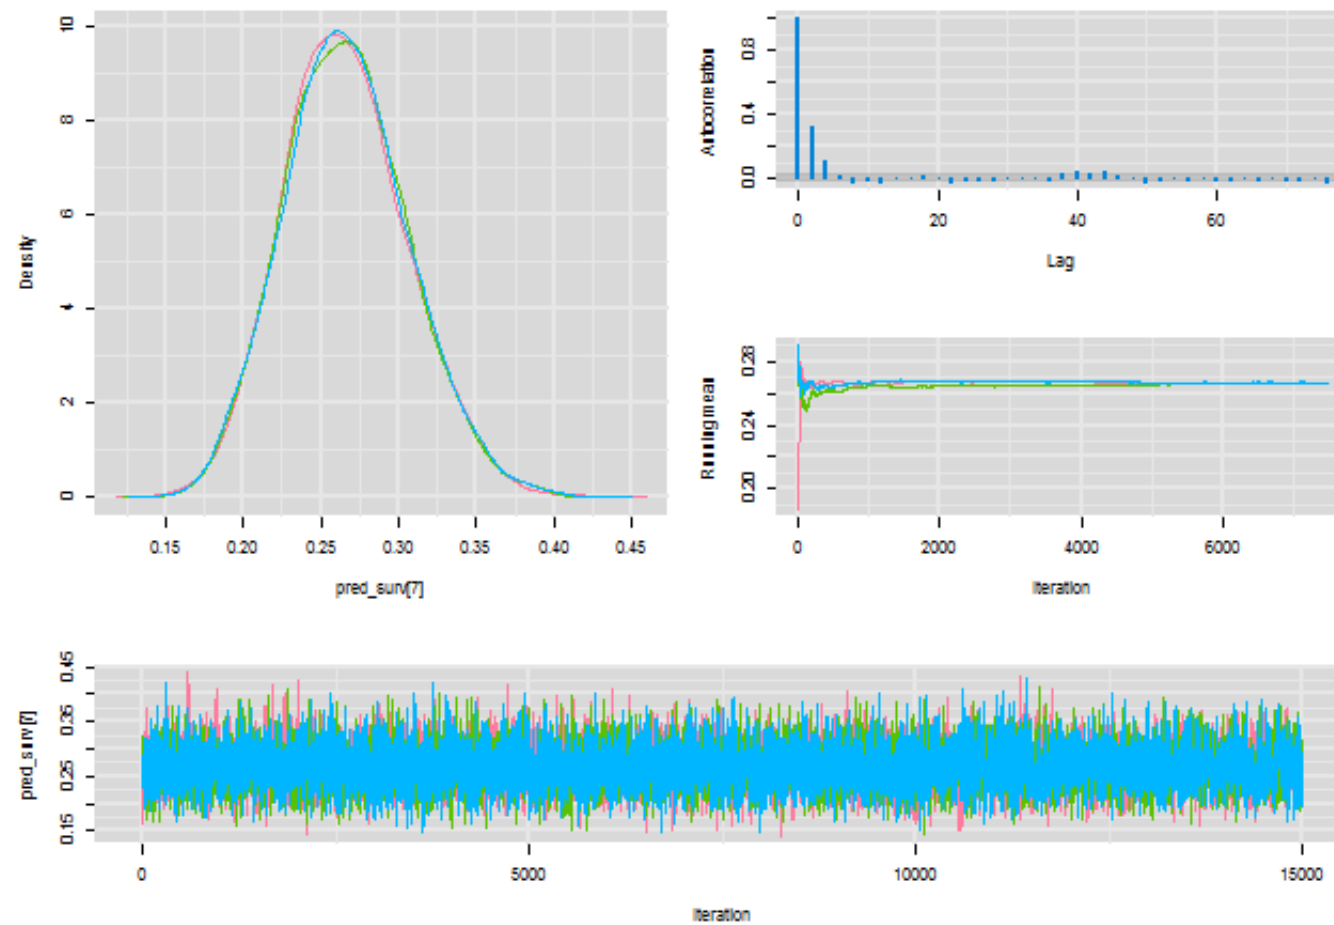 Density
0 2 4 6 8 10
0.15 0.20 0.25 0.30 0.35 0.40 0.45
pred_surv[7]
Autocorrelation
0.0 0.4 0.8
0 20 40 60
Lag
Running mean
0.20 0.24 0.28
0 2000 4000 6000
Iteration
pred_surv[7]
0.15 0.25 0.35 0.45
0 5000 10000 15000
Iteration